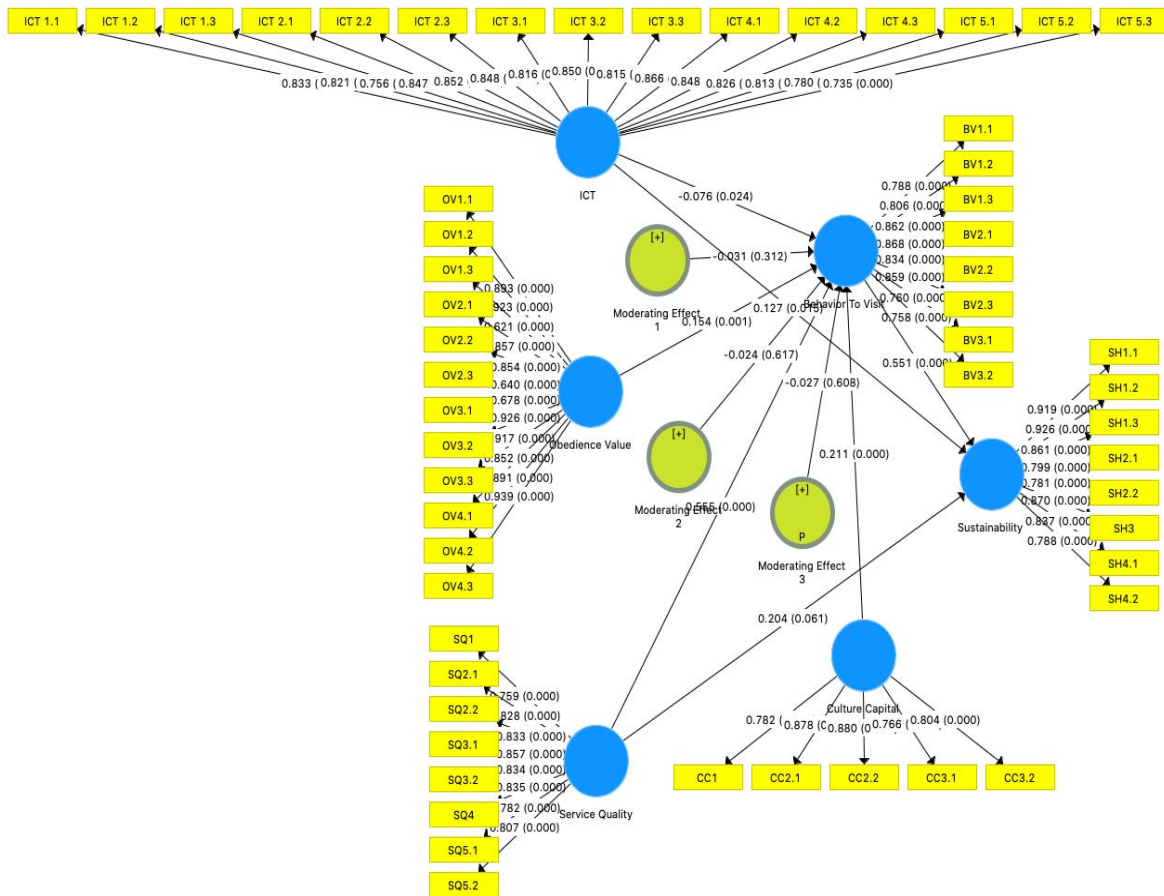 ICT 1.1 ICT 1.2 ICT 1.3 ICT 2.1 ICT 2.2 ICT 2.3 ICT 3.1 ICT 3.2 ICT 3.3 ICT 4.1 ICT 4.2 ICT 4.3 ICT 5.1 ICT 5.2 ICT 5.3
0.833 ( 0.821 0.756 ( 0.847 0.852 0.848 ( 0.816 (0 0.850 (0 0.815 0.866 0.848 0.826 ( 0.813 ( 0.780 ( 0.735 (0.000)
ICT
-0.076 (0.024)
[+]
-0.031 (0.312)
Moderating Effect
1
BV1.1
BV1.2
BV1.3
BV2.1
BV2.2
BV2.3
BV3.1
BV3.2
0.788 (0.000)
0.806 (0.000)
0.862 (0.000)
0.868 (0.000)
0.834 (0.000)
0.859 (0.000)
0.760 (0.000)
0.758 (0.000)
Behavior To Visit
0.127
0.154 (0.001)
OV1.1
OV1.2
OV1.3
OV2.1
OV2.2
OV2.3
OV3.1
OV3.2
OV3.3
OV4.1
OV4.2
OV4.3
0.893 (0.000)
0.923 (0.000)
0.621 (0.000)
0.857 (0.000)
0.854 (0.000)
0.640 (0.000)
0.678 (0.000)
0.926 (0.000)
0.917 (0.000)
0.852 (0.000)
0.891 (0.000)
0.939 (0.000)
Obedience Value
-0.024 (0.617)
-0.027 (0.608)
0.551 (0.000)
0.211 (0.000)
[+]
Moderating Effect
2
0.565 (0.000)
[+]
P
Moderating Effect
3
SH1.1
SH1.2
SH1.3
SH2.1
SH2.2
SH3
SH4.1
SH4.2
0.919 (0.000)
0.926 (0.000)
0.861 (0.000)
0.799 (0.000)
0.781 (0.000)
0.870 (0.000)
0.837 (0.000)
0.788 (0.000)
Sustainability
0.204 (0.061)
SQ1
SQ2.1
SQ2.2
SQ3.1
SQ3.2
SQ4
SQ5.1
SQ5.2
0.759 (0.000)
0.828 (0.000)
0.833 (0.000)
0.857 (0.000)
0.834 (0.000)
0.835 (0.000)
0.782 (0.000)
0.807 (0.000)
Service Quality
Culture Capital
0.782 ( 0.878 (0 0.880 (0 0.766 ( 0.804 (0.000)
CC1 CC2.1 CC2.2 CC3.1 CC3.2